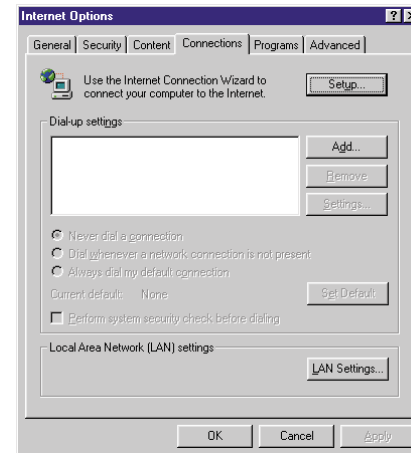 Internet Options
General Security Content Connections Programs Advanced
Use the Internet Connection Wizard to
connect your computer to the Internet.
Setup...
Dial-up settings
Add...
Remove
Settings...
Never dial a connection
Dial whenever a network connection is not present
Always dial my default connection
Current default: None
Set Default
Perform system security check before dialing
Local Area Network (LAN) settings
LAN Settings...
OK Cancel Apply